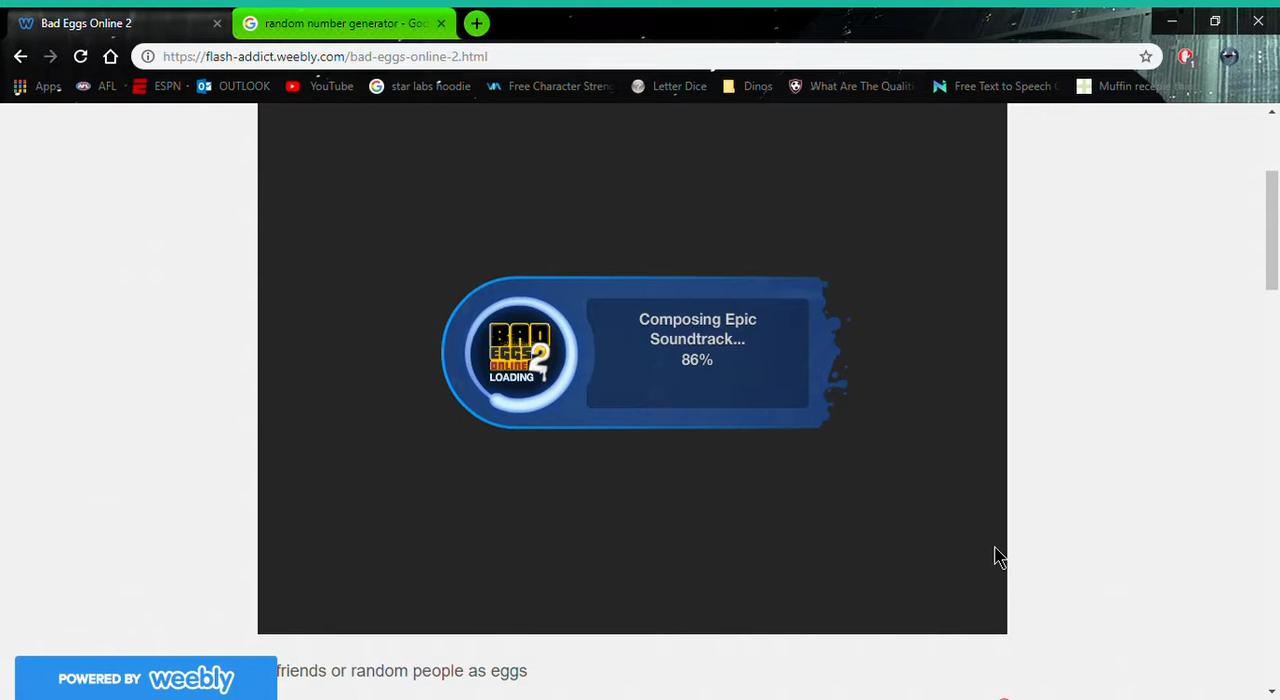 Bad Eggs Online 2
random number generator - Goo
https://flash-addict.weebly.com/bad-eggs-online-2.html
Apps AFL ESPN OUTLOOK YouTube star labs hoodie Free Character Streng Letter Dice Dinos What Are The Qualiti Free Text to Speech C Muffin recipe
BAD
EGGS 2
ONLINE
LOADING
Composing Epic
Soundtrack...
86%
friends or random people as eggs
POWERED BY weebly